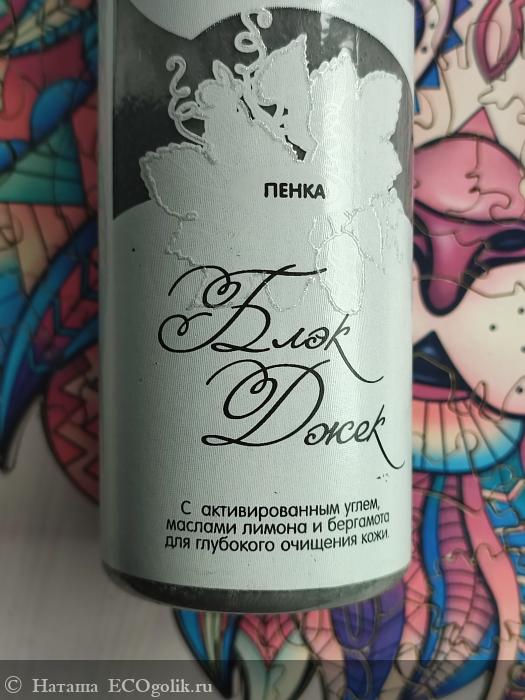 ПЕНКА
Блэк
Джек
С активированным углем,
маслами лимона и бергамота
для глубокого очищения кожи.
© Наташа ECOgolik.ru